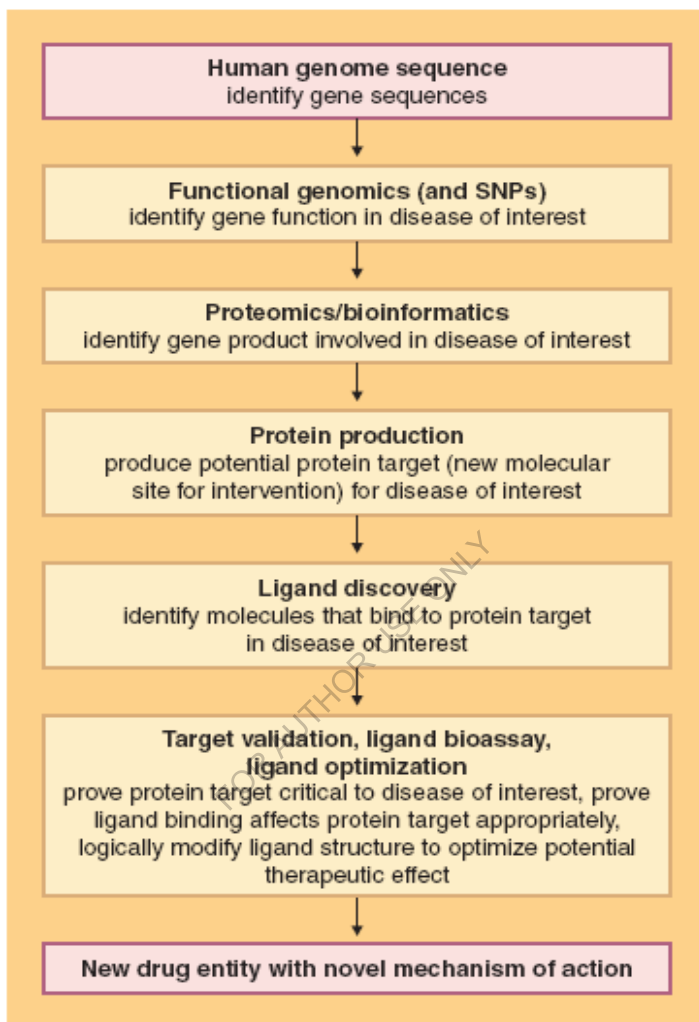 Human genome sequence
identify gene sequences
Functional genomics (and SNPs)
identify gene function in disease of interest
Proteomics/bioinformatics
identify gene product involved in disease of interest
Protein production
produce potential protein target (new molecular
site for intervention) for disease of interest
Ligand discovery
identify molecules that bind to protein target
in disease of interest
Target validation, ligand bioassay,
ligand optimization
prove protein target critical to disease of interest, prove
ligand binding affects protein target appropriately,
logically modify ligand structure to optimize potential
therapeutic effect
New drug entity with novel mechanism of action
FOR AUTHOR USE ONLY